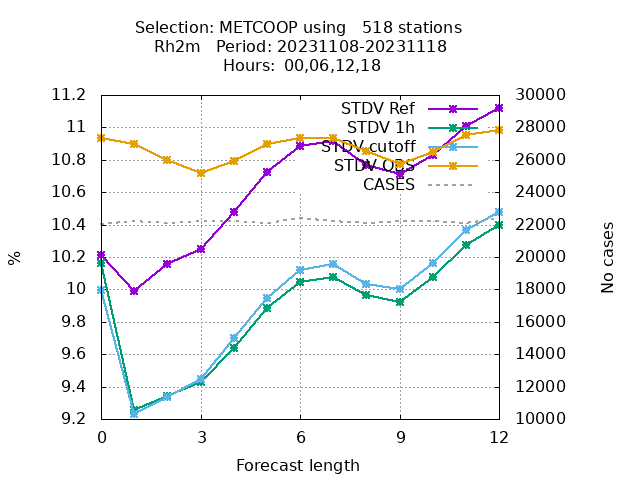 Selection: METCOOP using   518 stations
Rh2m   Period: 20231108-20231118
Hours: 00,06,12,18
11.2
11
10.8
10.6
10.4
10.2
10
9.8
9.6
9.4
9.2
%
STDV Ref
STDV 1h
STDV cutoff
STDV OBS
CASES
30000
28000
26000
24000
22000
20000
18000
16000
14000
12000
10000
No cases
0
3
6
9
12
Forecast length